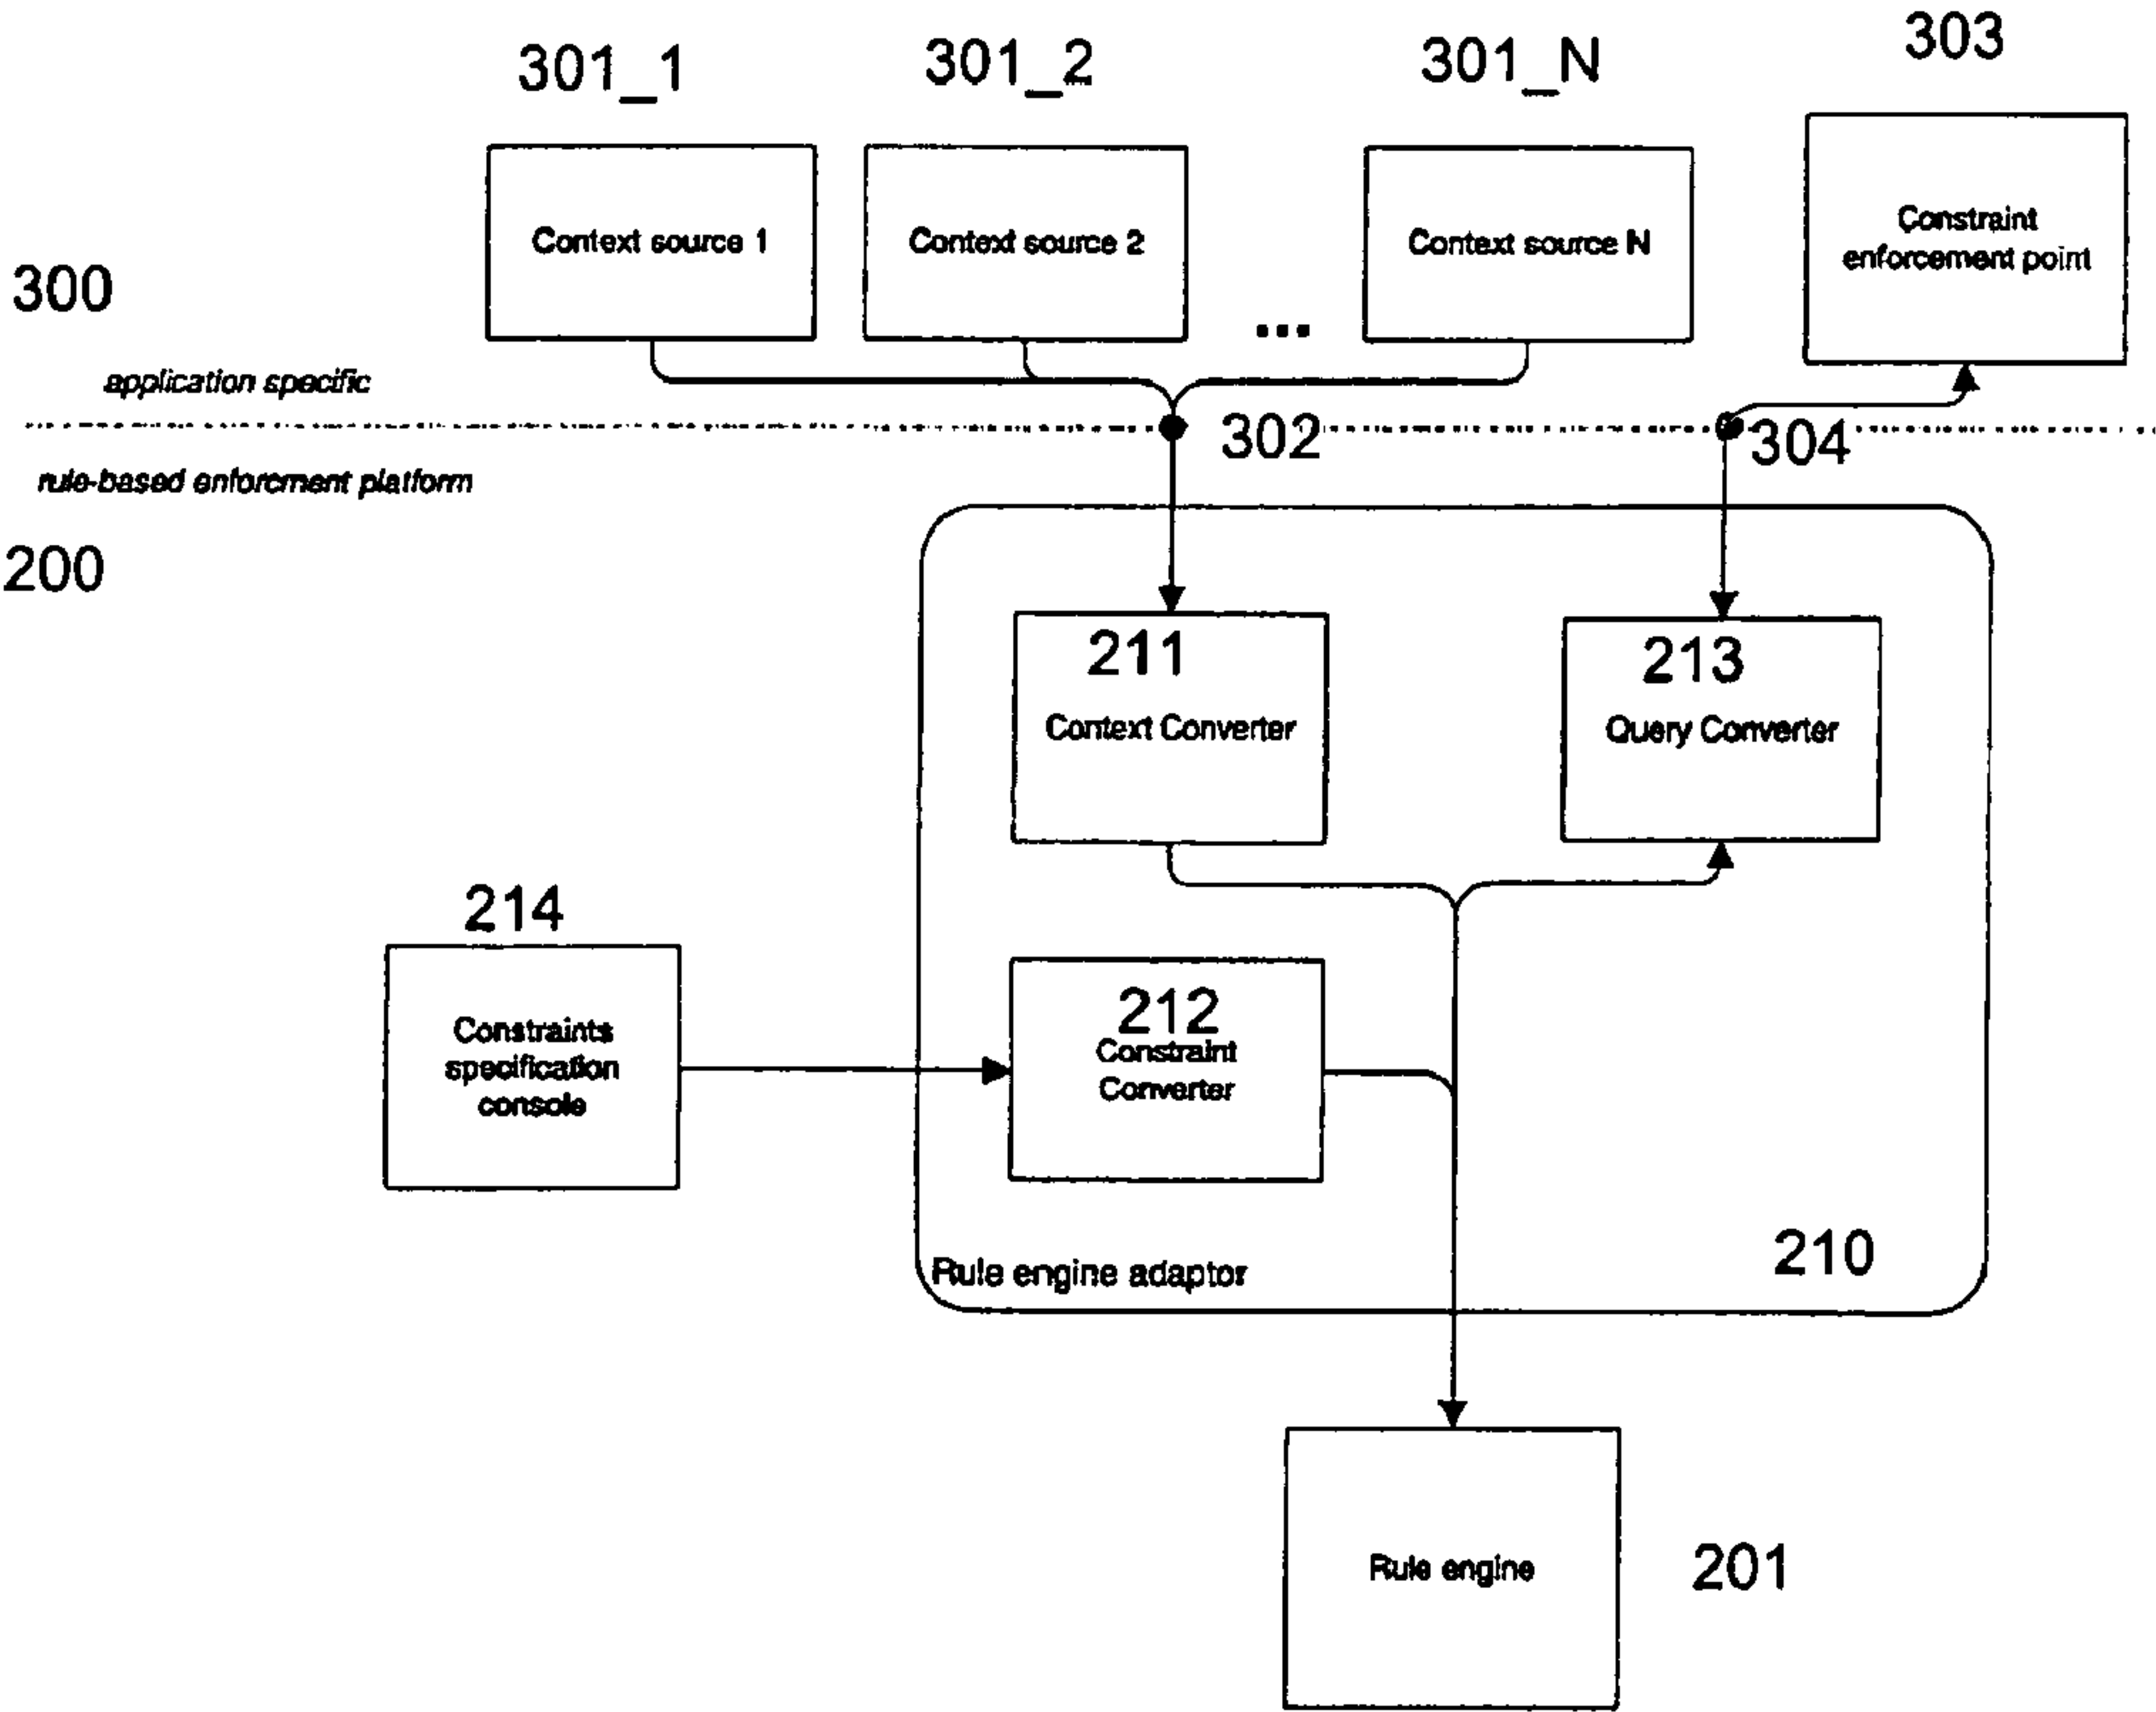 301_1
301_2
301_N
303
Context source 1
Context source 2
...
Context source N
Constraint
enforcement point
300
application specific
302
304
rule-based enforcment platform
200
211
Context Converter
213
Query Converter
214
Constraints
specification
console
212
Constraint
Converter
Rule engine adaptor
210
Rule engine
201